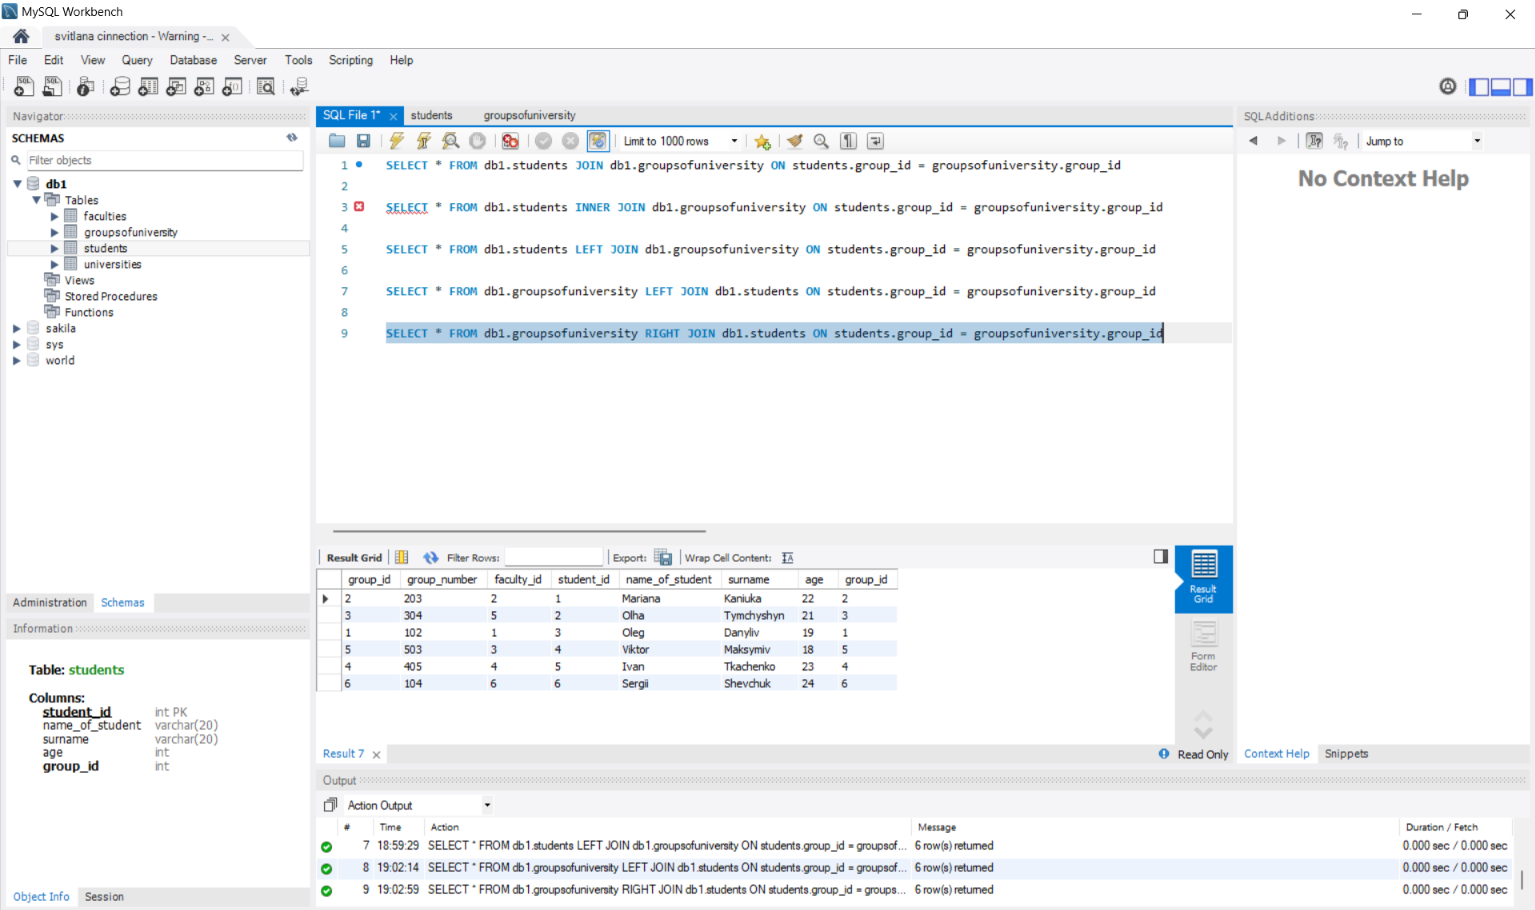 MySQL Workbench
svitlana cinnection - Warning -...
File Edit View Query Database Server Tools Scripting Help
Navigator
SCHEMAS
Filter objects
db1
Tables
faculties
groupsofuniversity
students
universities
Views
Stored Procedures
Functions
sakila
sys
world
Administration Schemas
Information
Table: students
Columns:
student_id int PK
name_of_student varchar(20)
surname varchar(20)
age int
group_id int
Object Info Session
SQL File 1* students groupsofuniversity
Limit to 1000 rows
1 SELECT * FROM db1.students JOIN db1.groupsofuniversity ON students.group_id = groupsofuniversity.group_id
2
3 SELECT * FROM db1.students INNER JOIN db1.groupsofuniversity ON students.group_id = groupsofuniversity.group_id
4
5 SELECT * FROM db1.students LEFT JOIN db1.groupsofuniversity ON students.group_id = groupsofuniversity.group_id
6
7 SELECT * FROM db1.groupsofuniversity LEFT JOIN db1.students ON students.group_id = groupsofuniversity.group_id
8
9 SELECT * FROM db1.groupsofuniversity RIGHT JOIN db1.students ON students.group_id = groupsofuniversity.group_id
Result Grid Filter Rows: Export: Wrap Cell Content:
group_id group_number faculty_id student_id name_of_student surname age group_id
2 203 2 1 Mariana Kaniuka 22 2
3 304 5 2 Olha Tymchyshyn 21 3
1 102 1 3 Oleg Danyliv 19 1
5 503 3 4 Viktor Maksymiv 18 5
4 405 4 5 Ivan Tkachenko 23 4
6 104 6 6 Sergii Shevchuk 24 6
Result
Grid
Form
Editor
Result 7
Read Only
SQLAdditions
Jump to
No Context Help
Context Help Snippets
Output
Action Output
# Time Action Message Duration / Fetch
7 18:59:29 SELECT * FROM db1.students LEFT JOIN db1.groupsofuniversity ON students.group_id = groupsof... 6 row(s) returned 0.000 sec / 0.000 sec
8 19:02:14 SELECT * FROM db1.groupsofuniversity LEFT JOIN db1.students ON students.group_id = groupsof... 6 row(s) returned 0.000 sec / 0.000 sec
9 19:02:59 SELECT * FROM db1.groupsofuniversity RIGHT JOIN db1.students ON students.group_id = groups... 6 row(s) returned 0.000 sec / 0.000 sec